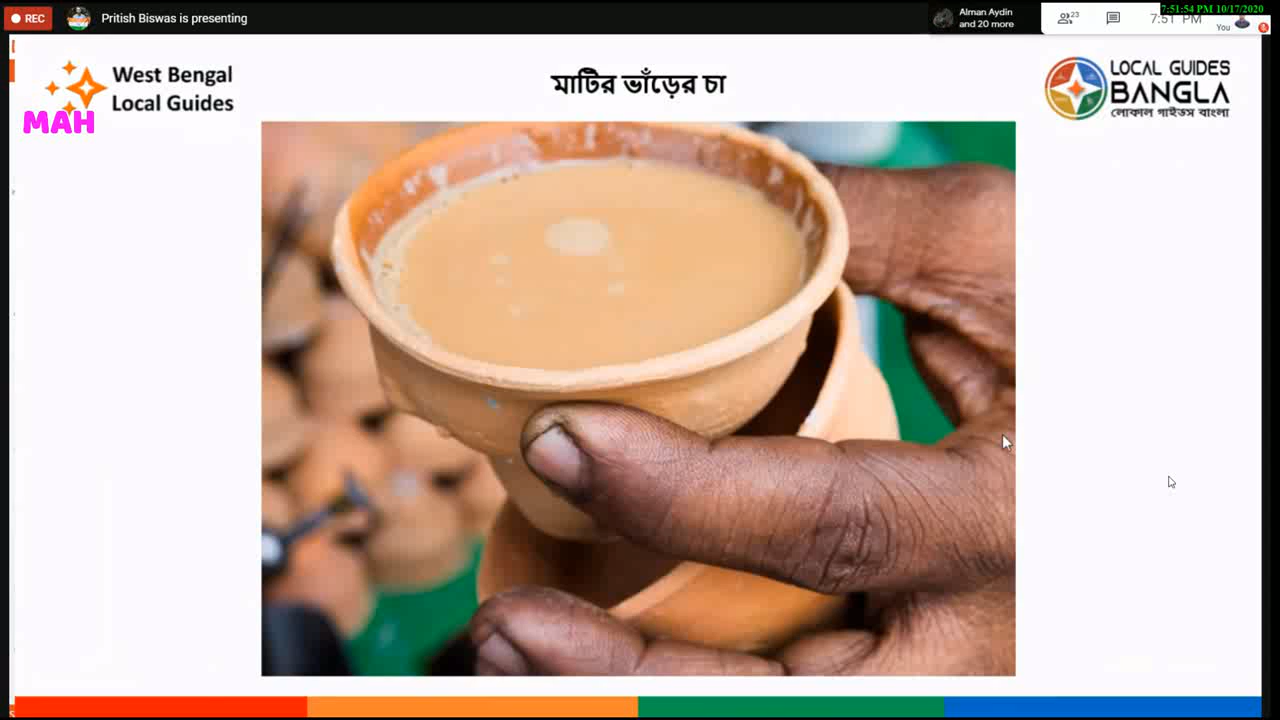 REC
Pritish Biswas is presenting
Alman Aydin
and 20 more
23
7:51 PM
You
7:51:54 PM 10/17/2020
West Bengal
Local Guides
MAH
মাটির ভাঁড়ের চা
LOCAL GUIDES
BANGLA
লোকাল গাইডস বাংলা